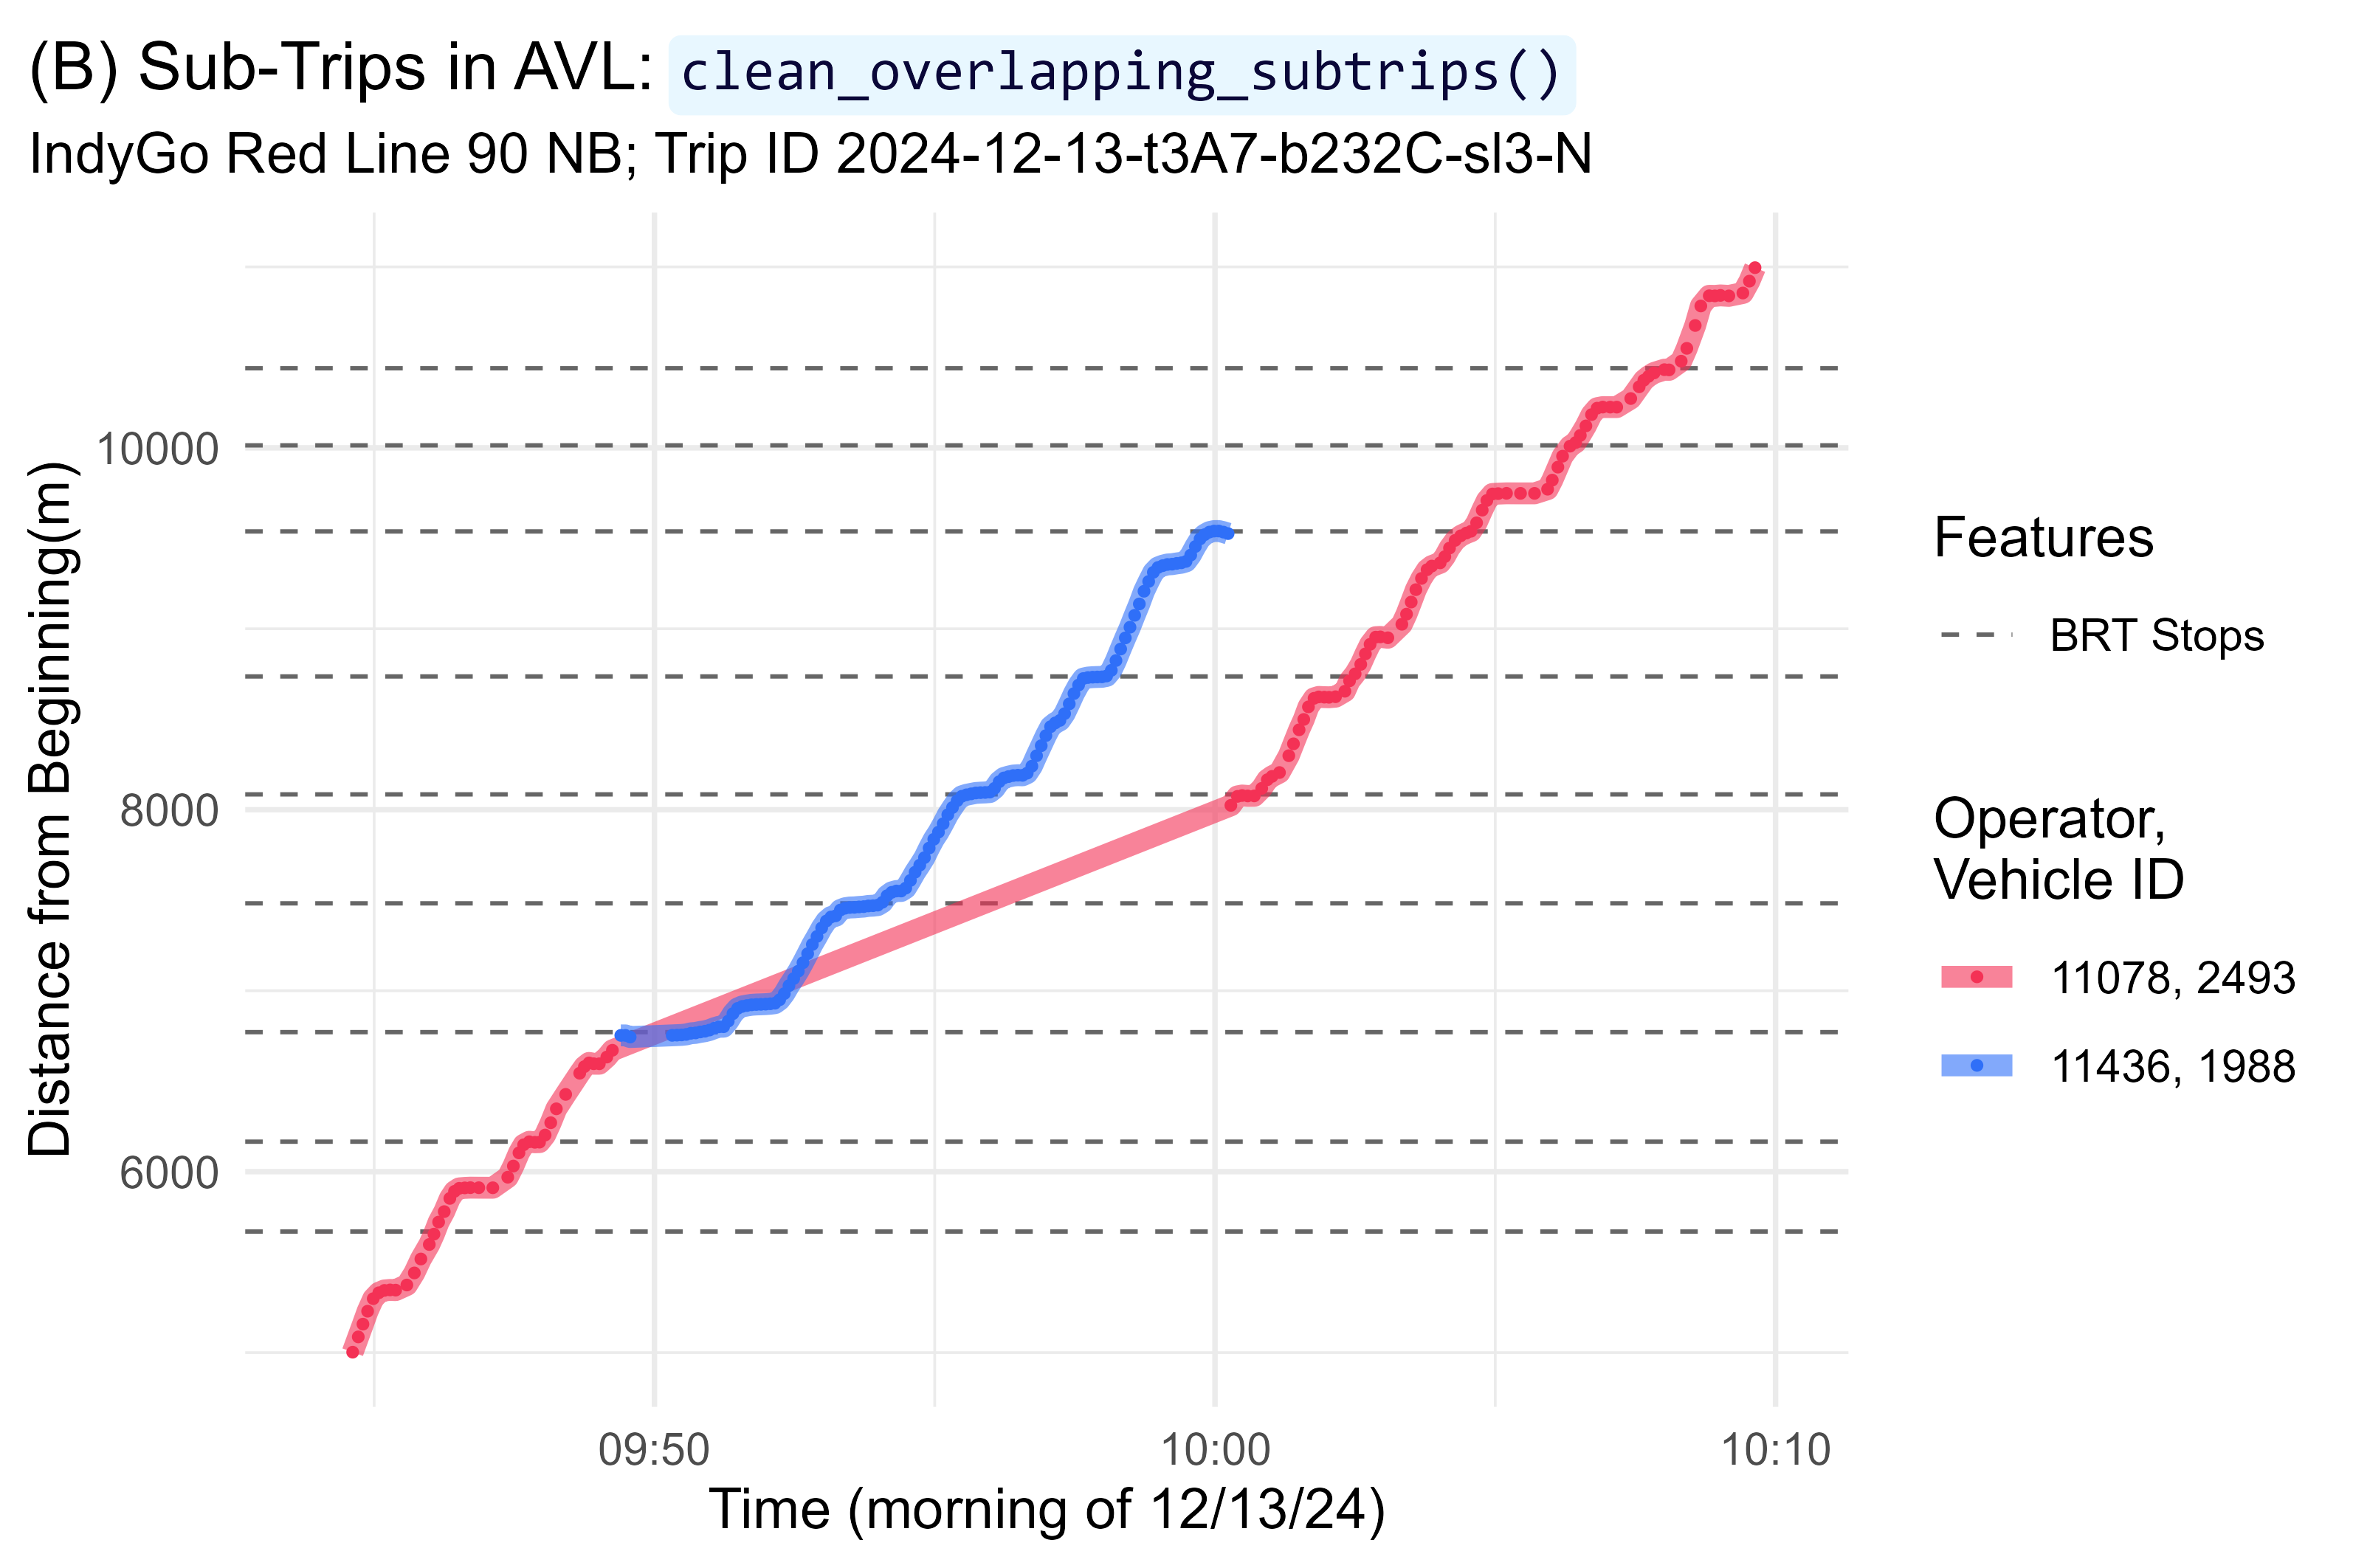 (B) Sub-Trips in AVL: clean_overlapping_subtrips()
IndyGo Red Line 90 NB; Trip ID 2024-12-13-t3A7-b232C-sl3-N
Distance from Beginning(m)
10000
8000
6000
09:50
10:00
10:10
Time (morning of 12/13/24)
Features
BRT Stops
Operator,
Vehicle ID
11078, 2493
11436, 1988